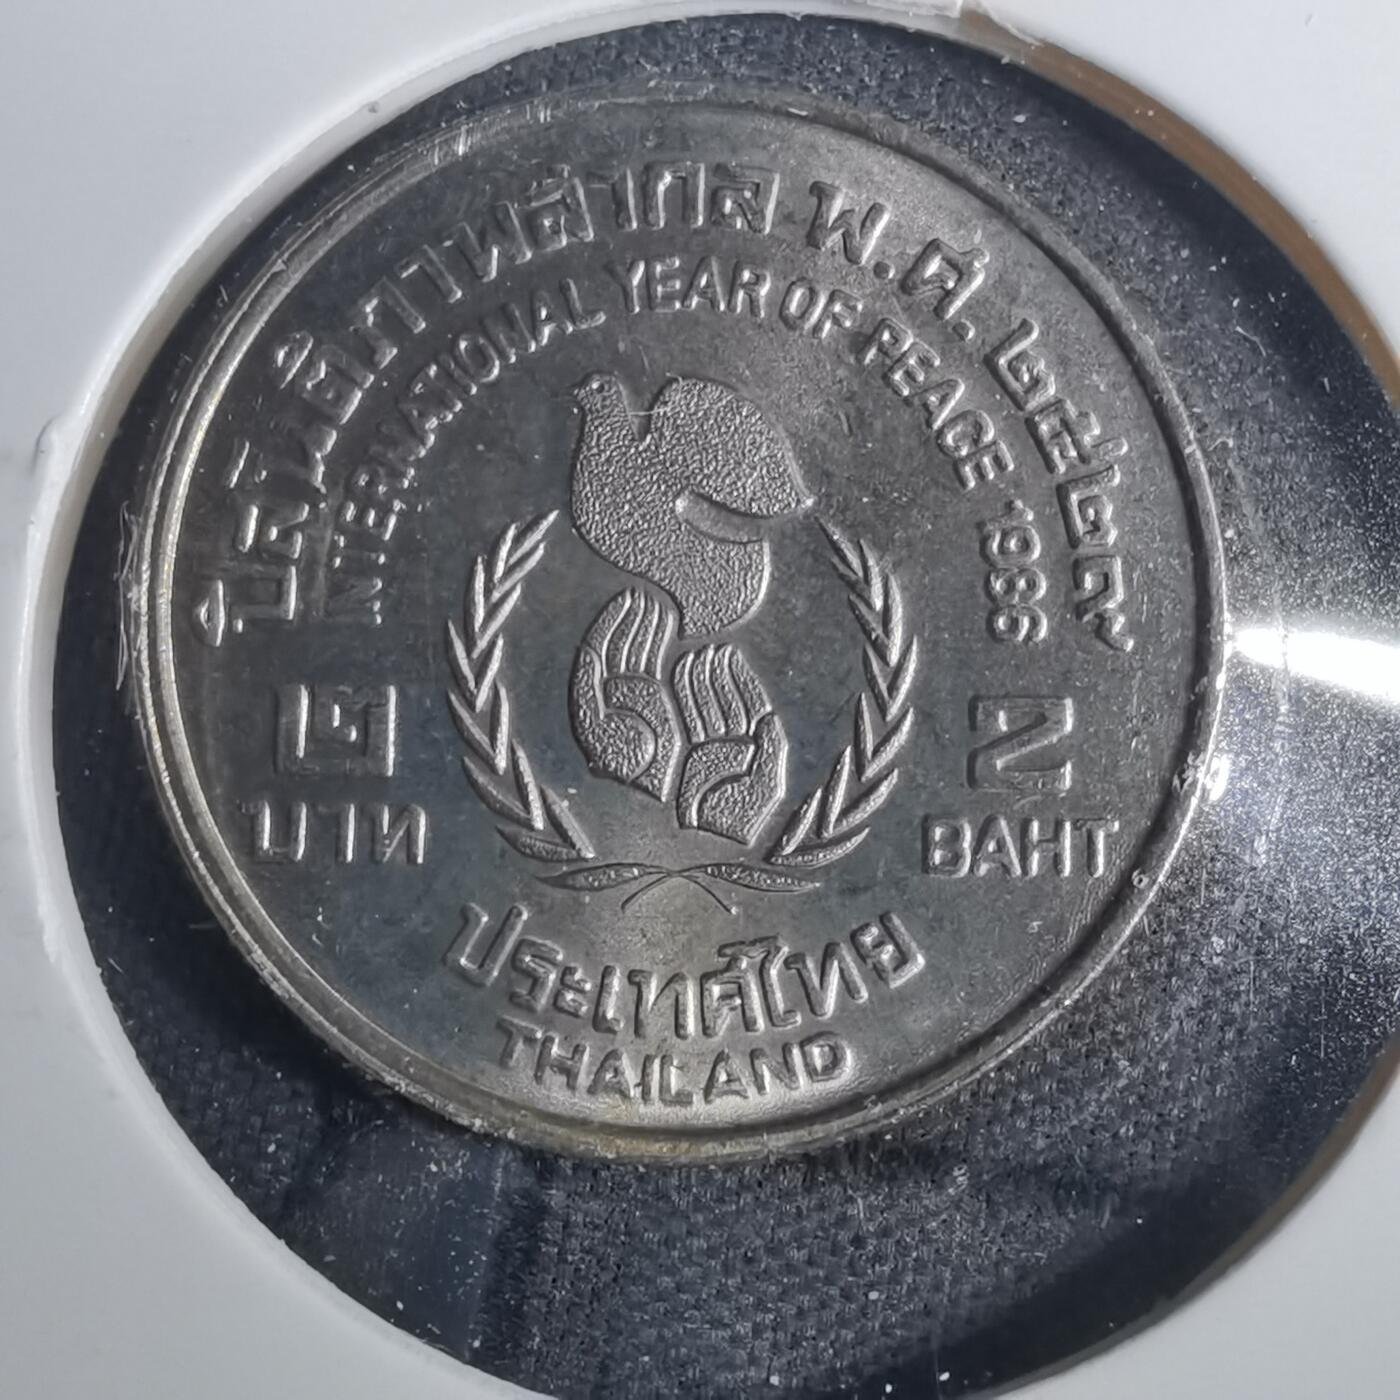 ปีสันติภาพสากล พ.ศ. ๒๕๒๙
INTERNATIONAL YEAR OF PEACE 1986
๒
บาท
2
BAHT
ประเทศไทย
THAILAND